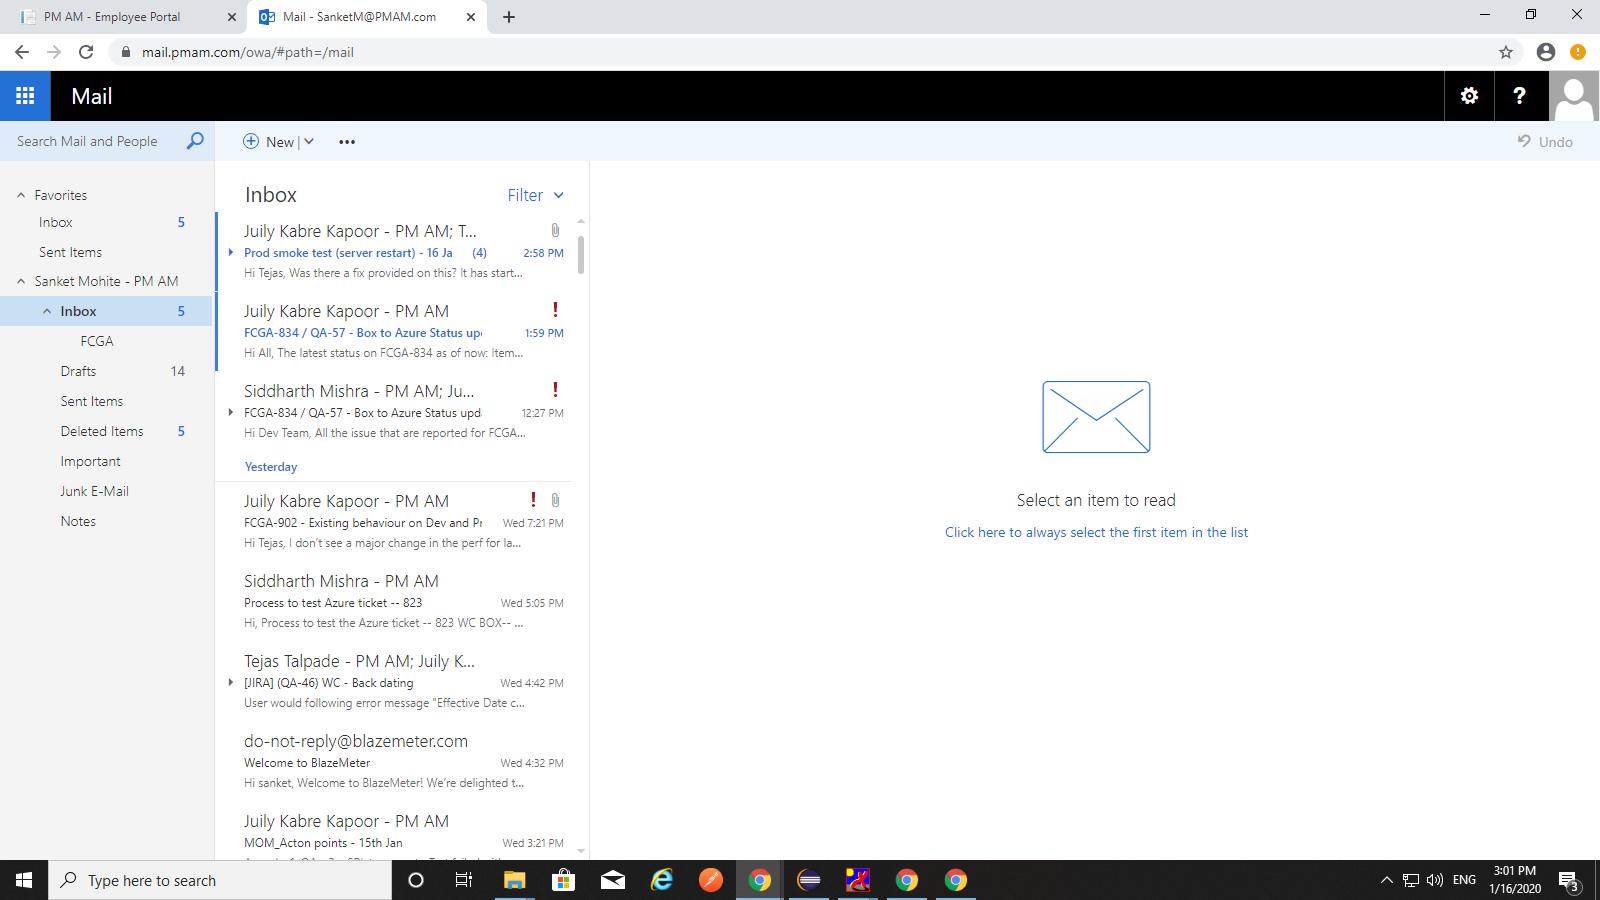 PM AM - Employee Portal
Mail - SanketM@PMAM.com
mail.pmam.com/owa/#path=/mail
Mail
?
Search Mail and People
New
Undo
Favorites
Inbox 5
Sent Items
Sanket Mohite - PM AM
Inbox 5
FCGA
Drafts 14
Sent Items
Deleted Items 5
Important
Junk E-Mail
Notes
Inbox
Filter
Juily Kabre Kapoor - PM AM; T...
Prod smoke test (server restart) - 16 Ja (4) 2:58 PM
Hi Tejas, Was there a fix provided on this? It has start...
Juily Kabre Kapoor - PM AM !
FCGA-834 / QA-57 - Box to Azure Status up 1:59 PM
Hi All, The latest status on FCGA-834 as of now: Item...
Siddharth Mishra - PM AM; Ju... !
FCGA-834 / QA-57 - Box to Azure Status upd 12:27 PM
Hi Dev Team, All the issue that are reported for FCGA...
Yesterday
Juily Kabre Kapoor - PM AM !
FCGA-902 - Existing behaviour on Dev and Pr Wed 7:21 PM
Hi Tejas, I don't see a major change in the perf for la...
Siddharth Mishra - PM AM
Process to test Azure ticket -- 823 Wed 5:05 PM
Hi, Process to test the Azure ticket -- 823 WC BOX-- ...
Tejas Talpade - PM AM; Juily K...
[JIRA] (QA-46) WC - Back dating Wed 4:42 PM
User would following error message "Effective Date c...
do-not-reply@blazemeter.com
Welcome to BlazeMeter Wed 4:32 PM
Hi sanket, Welcome to BlazeMeter! We're delighted t...
Juily Kabre Kapoor - PM AM
MOM_Acton points - 15th Jan Wed 3:21 PM
Select an item to read
Click here to always select the first item in the list
Type here to search
ENG
3:01 PM
1/16/2020
3